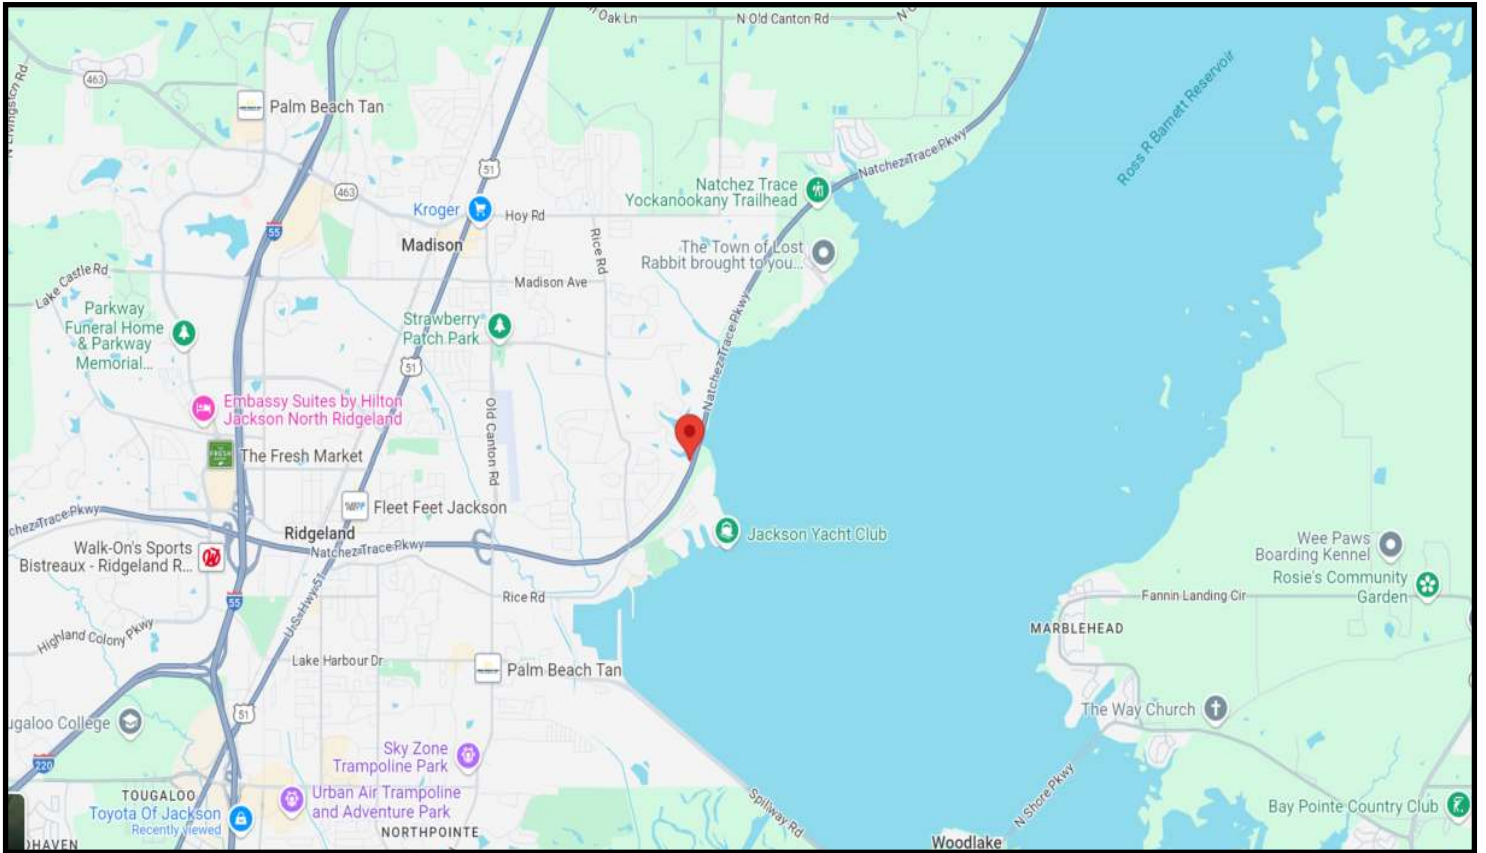 Oak Ln
N Old Canton Rd
N Livingston Rd
463
Palm Beach Tan
Ross R Barnett Reservoir
51
Natchez Trace Pkwy
463
Natchez Trace
Yockanookany Trailhead
Kroger
Hoy Rd
55
Madison
Rice Rd
The Town of Lost
Rabbit brought to you...
Lake Castle Rd
Madison Ave
Parkway
Funeral Home
& Parkway
Memorial...
Strawberry
Patch Park
Natchez Trace Pkwy
51
Embassy Suites by Hilton
Jackson North Ridgeland
Old Canton Rd
FRESH
The Fresh Market
Fleet Feet Jackson
chez Trace Pkwy
Ridgeland
Jackson Yacht Club
Walk-On's Sports
Bistreaux - Ridgeland R...
Natchez Trace Pkwy
Wee Paws
Boarding Kennel
Rosie's Community
Garden
55
U.S. Hwy 51
Rice Rd
Fannin Landing Cir
Highland Colony Pkwy
MARBLEHEAD
Lake Harbour Dr
Palm Beach Tan
51
ugaloo College
The Way Church
220
Sky Zone
Trampoline Park
TOUGALOO
Urban Air Trampoline
and Adventure Park
Toyota Of Jackson
Recently viewed
NORTHPOINTE
Spillway Rd
N Shore Pkwy
Bay Pointe Country Club
DHAVEN
Woodlake